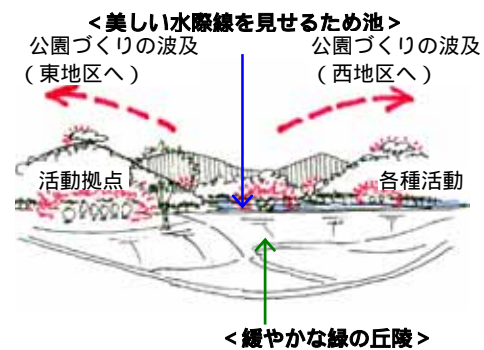 <美しい水際線を見せるため池>
公園づくりの波及
(東地区へ)
公園づくりの波及
(西地区へ)
活動拠点
各種活動
<緩やかな緑の丘陵>